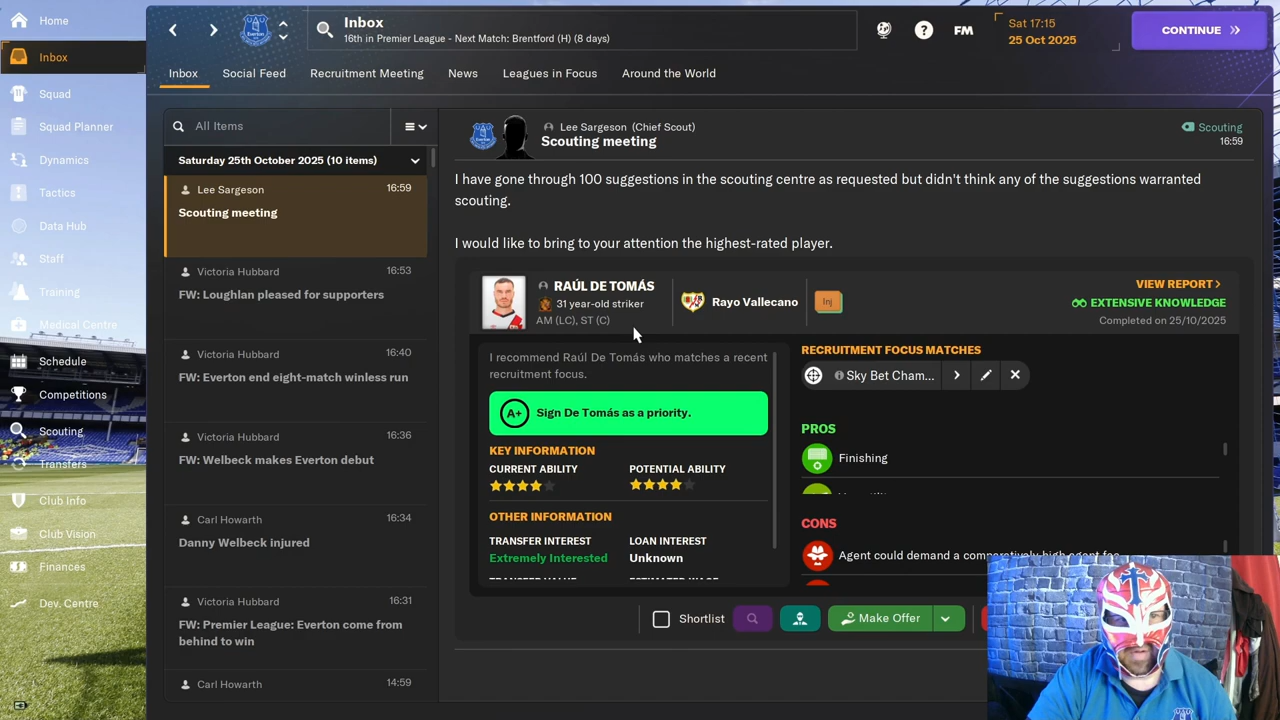 Home
Inbox
Squad
Squad Planner
Dynamics
Tactics
Data Hub
Staff
Training
Medical Centre
Schedule
Competitions
Scouting
Transfers
Club Info
Club Vision
Finances
Dev. Centre
Everton
Inbox
16th in Premier League - Next Match: Brentford (H) (8 days)
?
FM
Sat 17:15
25 Oct 2025
CONTINUE
Inbox
Social Feed
Recruitment Meeting
News
Leagues in Focus
Around the World
All Items
Saturday 25th October 2025 (10 items)
Lee Sargeson
16:59
Scouting meeting
Victoria Hubbard
16:53
FW: Loughlan pleased for supporters
Victoria Hubbard
16:40
FW: Everton end eight-match winless run
Victoria Hubbard
16:36
FW: Welbeck makes Everton debut
Carl Howarth
16:34
Danny Welbeck injured
Victoria Hubbard
16:31
FW: Premier League: Everton come from
behind to win
Carl Howarth
14:59
Lee Sargeson (Chief Scout)
Scouting meeting
Scouting
16:59
I have gone through 100 suggestions in the scouting centre as requested but didn't think any of the suggestions warranted
scouting.
I would like to bring to your attention the highest-rated player.
RAÚL DE TOMÁS
31 year-old striker
AM (LC), ST (C)
Rayo Vallecano
Inj
VIEW REPORT >
EXTENSIVE KNOWLEDGE
Completed on 25/10/2025
I recommend Raúl De Tomás who matches a recent
recruitment focus.
A+
Sign De Tomás as a priority.
KEY INFORMATION
CURRENT ABILITY
POTENTIAL ABILITY
OTHER INFORMATION
TRANSFER INTEREST
LOAN INTEREST
Extremely Interested
Unknown
RECRUITMENT FOCUS MATCHES
Sky Bet Cham...
PROS
Finishing
CONS
Agent could demand a comparatively high agent fee
Shortlist
Make Offer